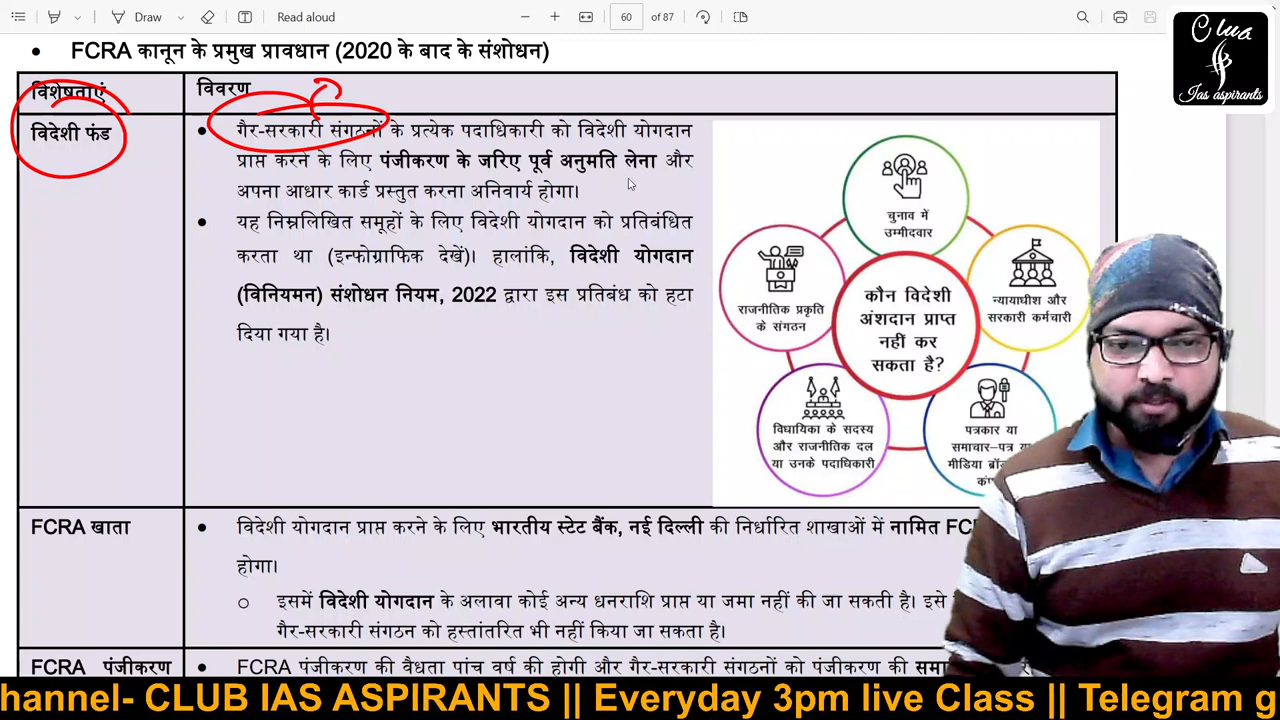 Draw
Read aloud
60
of 87
Club
Ias aspirants
• FCRA कानून के प्रमुख प्रावधान (2020 के बाद के संशोधन)
विशेषताएं
विवरण
विदेशी फंड
• गैर-सरकारी संगठनों के प्रत्येक पदाधिकारी को विदेशी योगदान
प्राप्त करने के लिए पंजीकरण के जरिए पूर्व अनुमति लेना और
अपना आधार कार्ड प्रस्तुत करना अनिवार्य होगा।
• यह निम्नलिखित समूहों के लिए विदेशी योगदान को प्रतिबंधित
करता था (इन्फोग्राफिक देखें)। हालांकि, विदेशी योगदान
(विनियमन) संशोधन नियम, 2022 द्वारा इस प्रतिबंध को हटा
दिया गया है।
चुनाव में
उम्मीदवार
राजनीतिक प्रकृति
के संगठन
न्यायाधीश और
सरकारी कर्मचारी
कौन विदेशी
अंशदान प्राप्त
नहीं कर
सकता है?
विधायिका के सदस्य
और राजनीतिक दल
या उनके पदाधिकारी
पत्रकार या
समाचार-पत्र या
मीडिया
FCRA खाता
• विदेशी योगदान प्राप्त करने के लिए भारतीय स्टेट बैंक, नई दिल्ली की निर्धारित शाखाओं में नामित
होगा।
o इसमें विदेशी योगदान के अलावा कोई अन्य धनराशि प्राप्त या जमा नहीं की जा सकती है। इसे
गैर-सरकारी संगठन को हस्तांतरित भी नहीं किया जा सकता है।
FCRA पंजीकरण
• FCRA पंजीकरण की वैधता पांच वर्ष की होगी और गैर-सरकारी संगठनों को पंजीकरण की
hannel- CLUB IAS ASPIRANTS || Everyday 3pm live Class || Telegram g